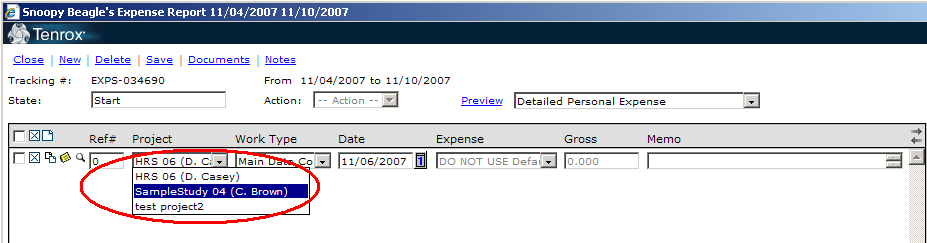 Snoopy Beagle's Expense Report 11/04/2007 11/10/2007
Tenrox
Close | New | Delete | Save | Documents | Notes
Tracking #: EXPS-034690 From 11/04/2007 to 11/10/2007
State: Start Action: -- Action -- Preview Detailed Personal Expense
Ref# Project Work Type Date Expense Gross Memo
0 HRS 06 (D. Ca Main Data Co 11/06/2007 1 DO NOT USE Defau 0.000
HRS 06 (D. Casey)
SampleStudy 04 (C. Brown)
test project2